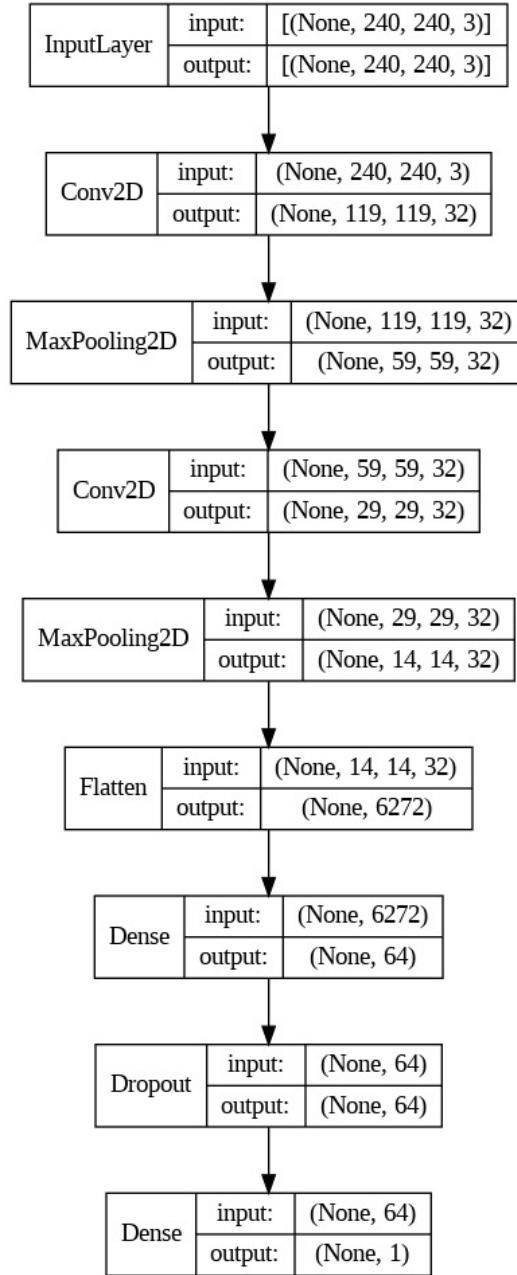 InputLayer
input: [(None, 240, 240, 3)]
output: [(None, 240, 240, 3)]
Conv2D
input: (None, 240, 240, 3)
output: (None, 119, 119, 32)
MaxPooling2D
input: (None, 119, 119, 32)
output: (None, 59, 59, 32)
Conv2D
input: (None, 59, 59, 32)
output: (None, 29, 29, 32)
MaxPooling2D
input: (None, 29, 29, 32)
output: (None, 14, 14, 32)
Flatten
input: (None, 14, 14, 32)
output: (None, 6272)
Dense
input: (None, 6272)
output: (None, 64)
Dropout
input: (None, 64)
output: (None, 64)
Dense
input: (None, 64)
output: (None, 1)